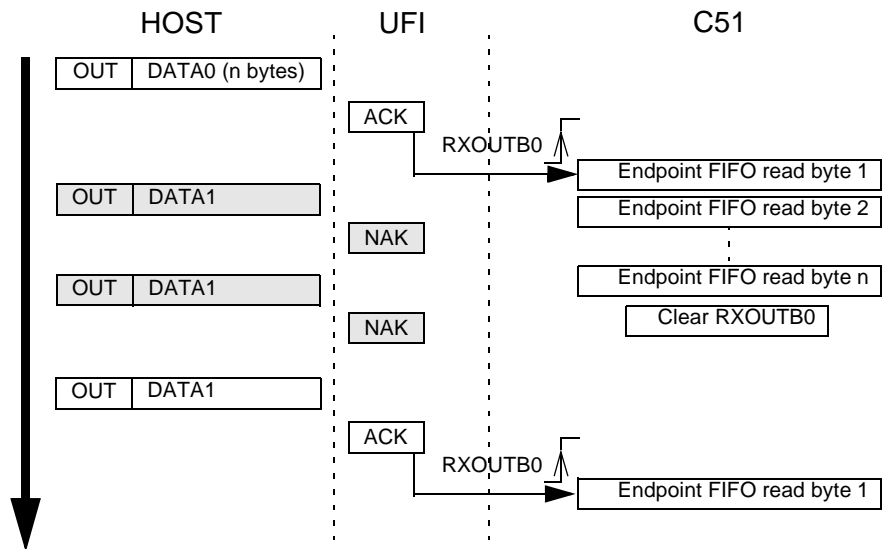 HOST UFI C51
OUT DATA0 (n bytes)
ACK
RXOUTB0
Endpoint FIFO read byte 1
OUT DATA1
Endpoint FIFO read byte 2
NAK
Endpoint FIFO read byte n
OUT DATA1
Clear RXOUTB0
NAK
OUT DATA1
ACK
RXOUTB0
Endpoint FIFO read byte 1